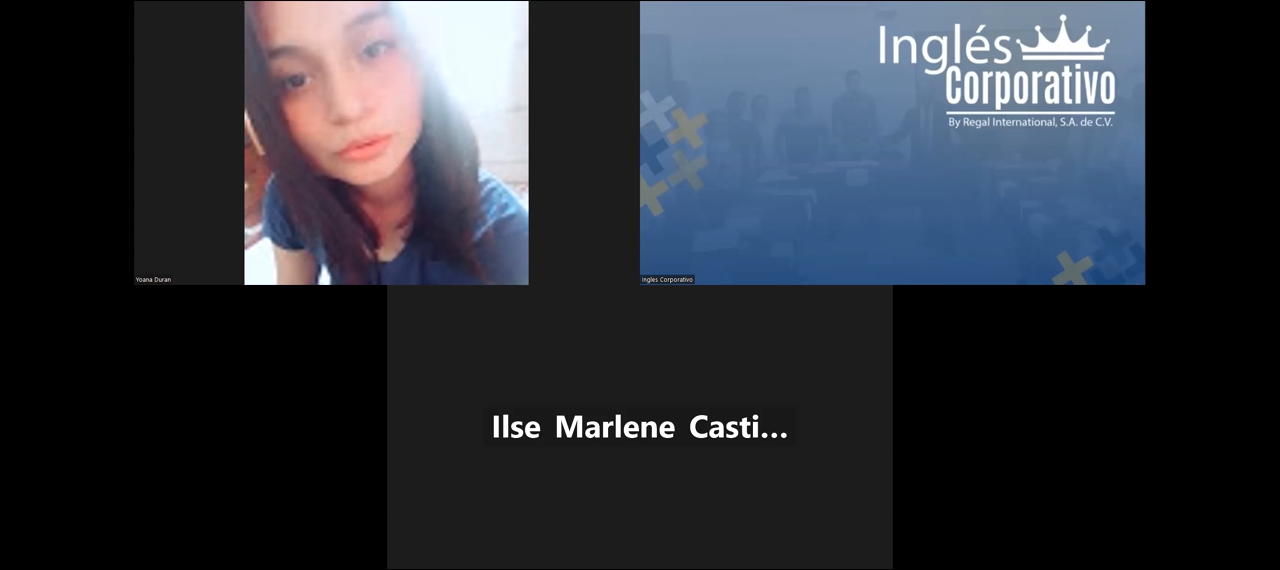 Inglés
Corporativo
By Regal International, S.A. de C.V.
Yoana Duran
Ingles Corporativo
Ilse Marlene Casti...